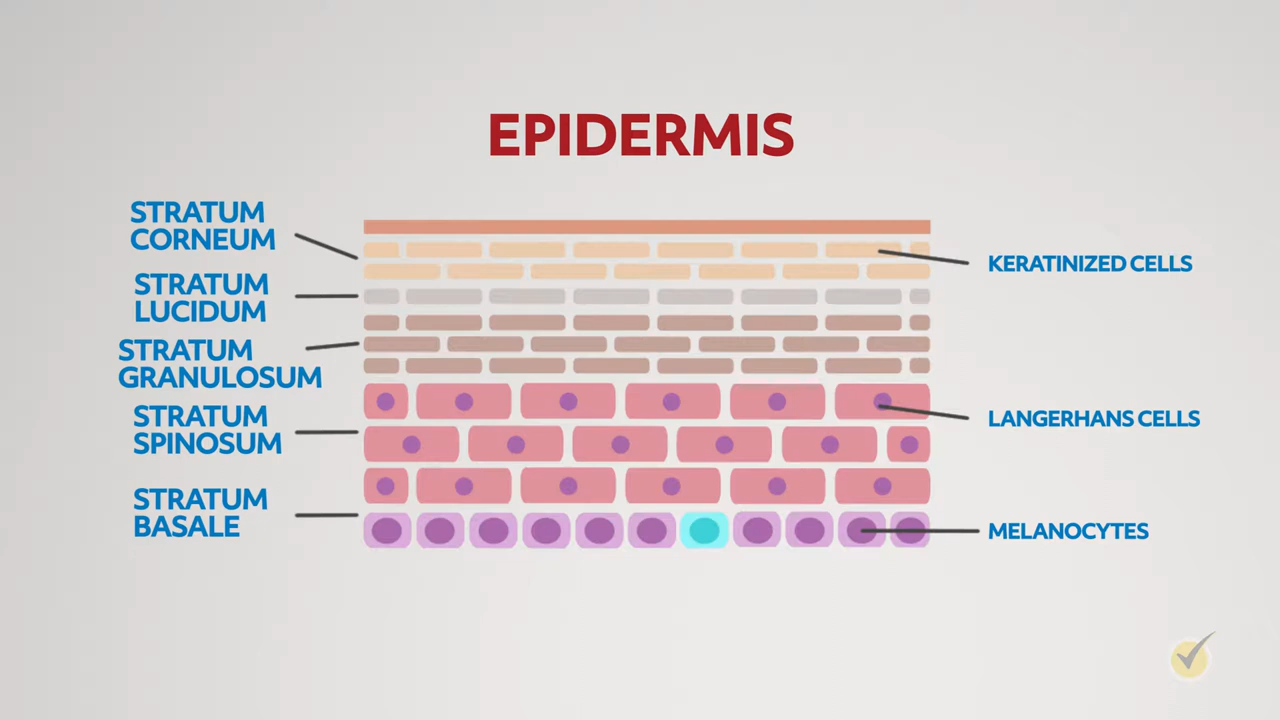 EPIDERMIS
STRATUM
CORNEUM
STRATUM
LUCIDUM
STRATUM
GRANULOSUM
STRATUM
SPINOSUM
STRATUM
BASALE
KERATINIZED CELLS
LANGERHANS CELLS
MELANOCYTES